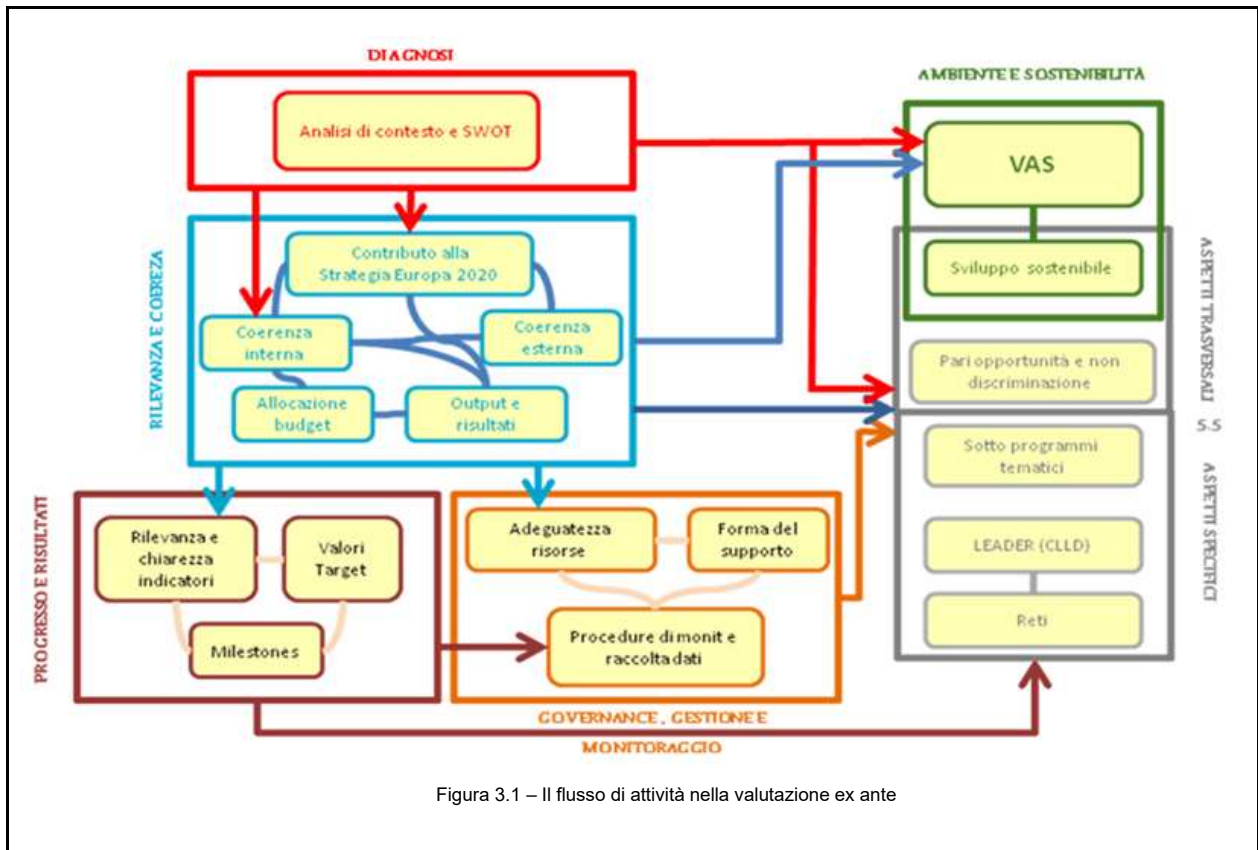 DIAGNOSI
Analisi di contesto e SWOT
AMBIENTE E SOSTENIBILITÀ
VAS
Sviluppo sostenibile
RILEVANZA E COEREZA
Contributo alla
Strategia Europa 2020
Coerenza
interna
Coerenza
esterna
Allocazione
budget
Output e
risultati
ASPETTI TRASVERSALI
Pari opportunità e non
discriminazione
5.5
ASPETTI SPECIFICI
Sotto programmi
tematici
LEADER (CLLD)
Reti
PROGRESSO E RISULTATI
Rilevanza e
chiarezza
indicatori
Valori
Target
Milestones
Adeguatezza
risorse
Forma del
supporto
Procedure di monit e
raccolta dati
GOVERNANCE, GESTIONE E
MONITORAGGIO
Figura 3.1 – Il flusso di attività nella valutazione ex ante